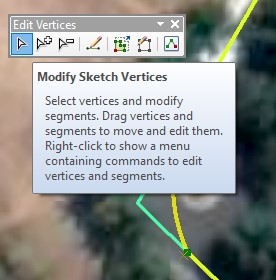 Edit Vertices
Modify Sketch Vertices
Select vertices and modify
segments. Drag vertices and
segments to move and edit them.
Right-click to show a menu
containing commands to edit
vertices and segments.